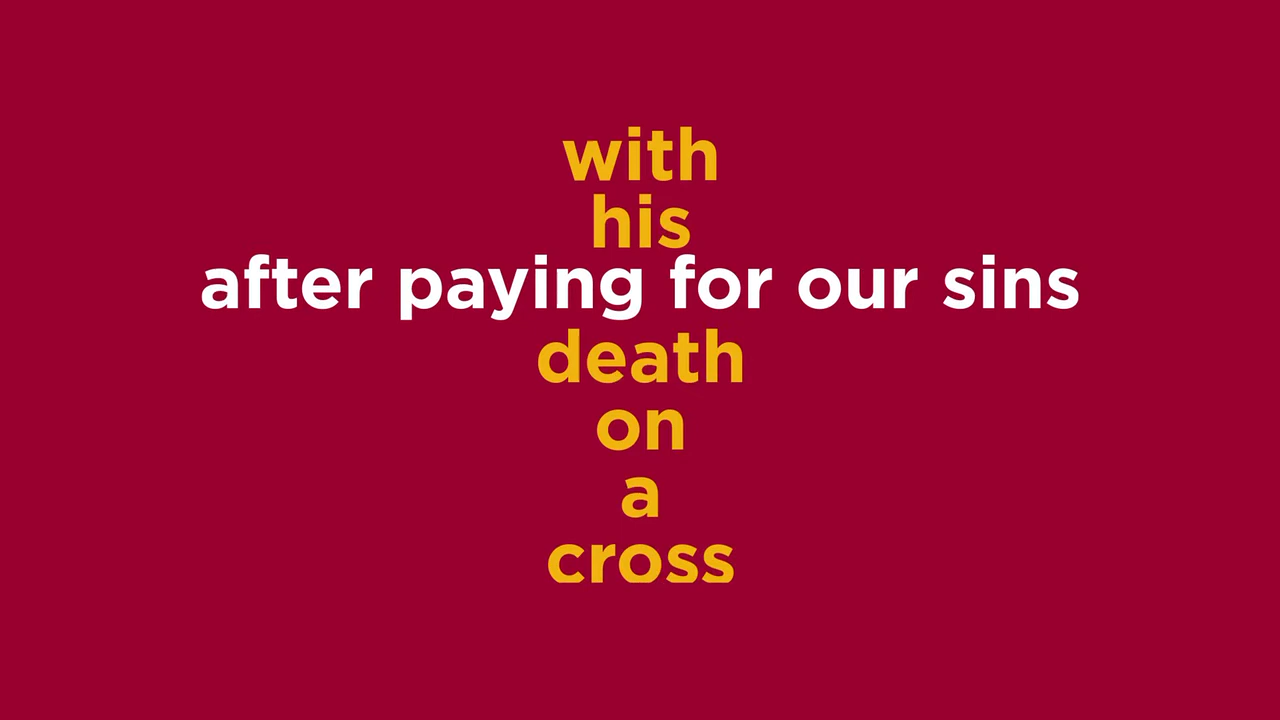 with
his
after paying for our sins
death
on
a
cross